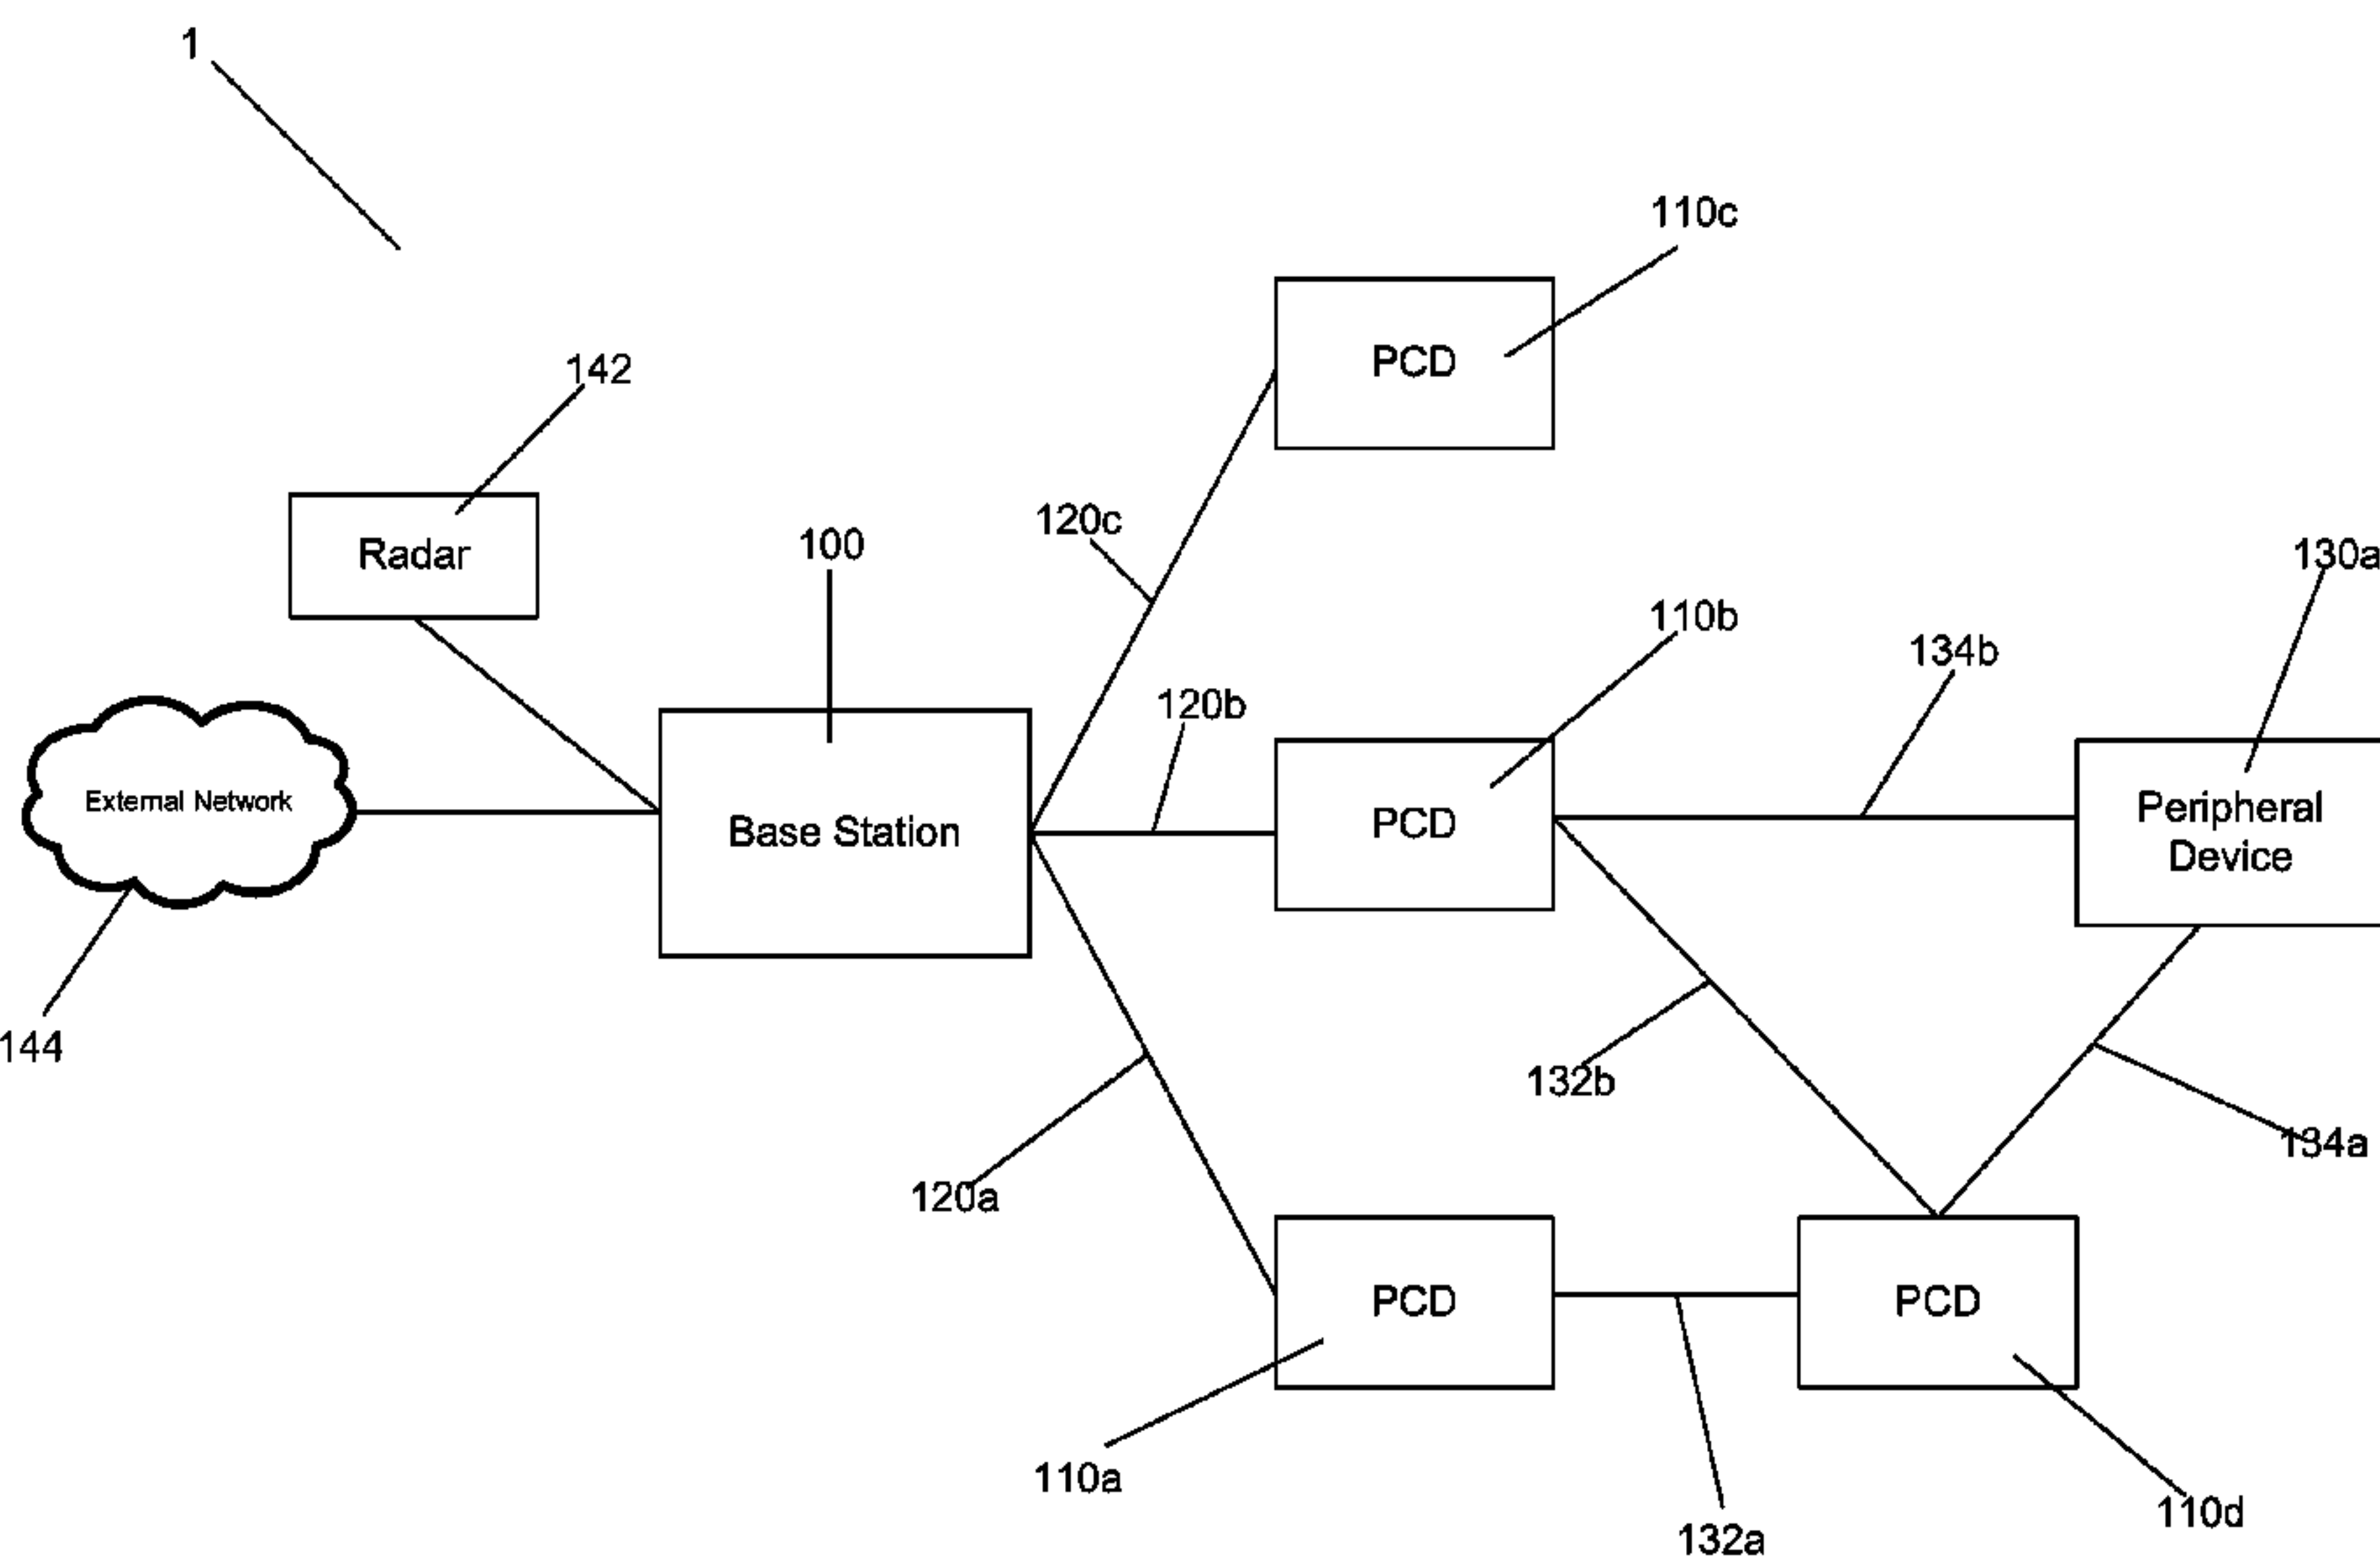 1
110c
142
PCD
120c
100
Radar
130a
110b
134b
120b
External Network
Base Station
PCD
Peripheral
Device
144
132b
134a
120a
PCD
PCD
110a
110d
132a